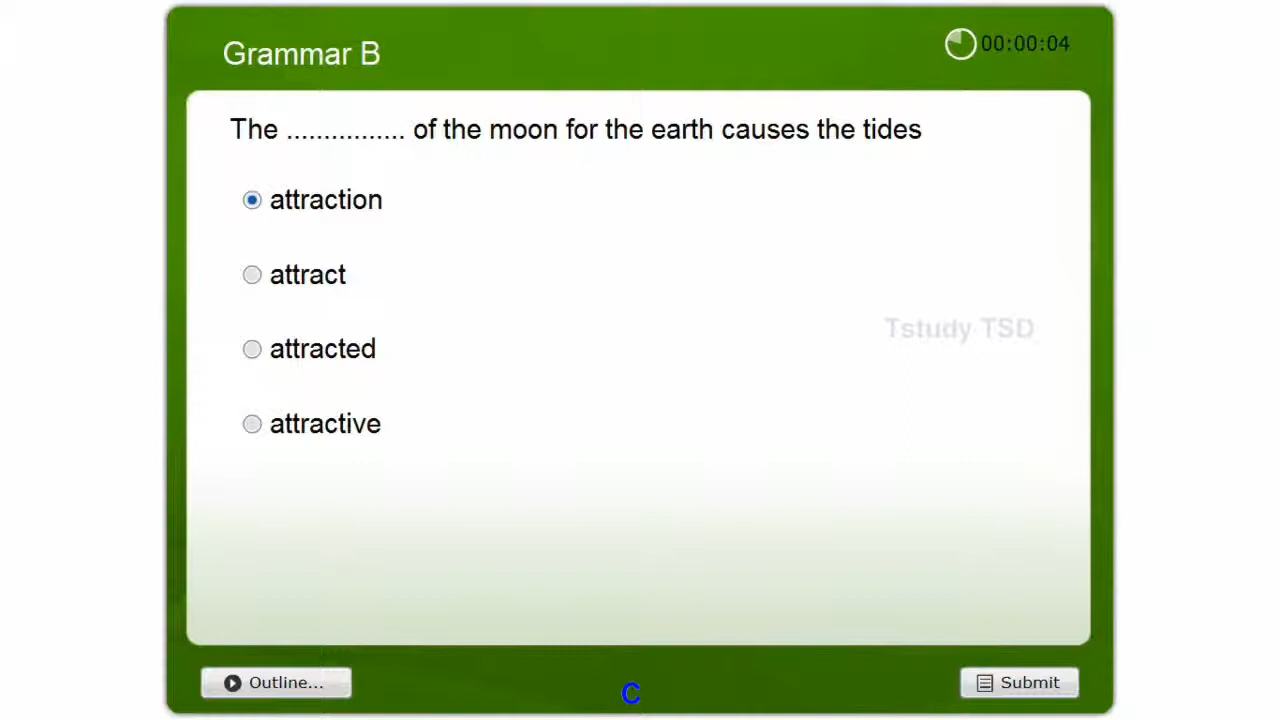 Grammar B
00:00:04
The ................ of the moon for the earth causes the tides
attraction
attract
Tstudy TSD
attracted
attractive
Outline...
C
Submit